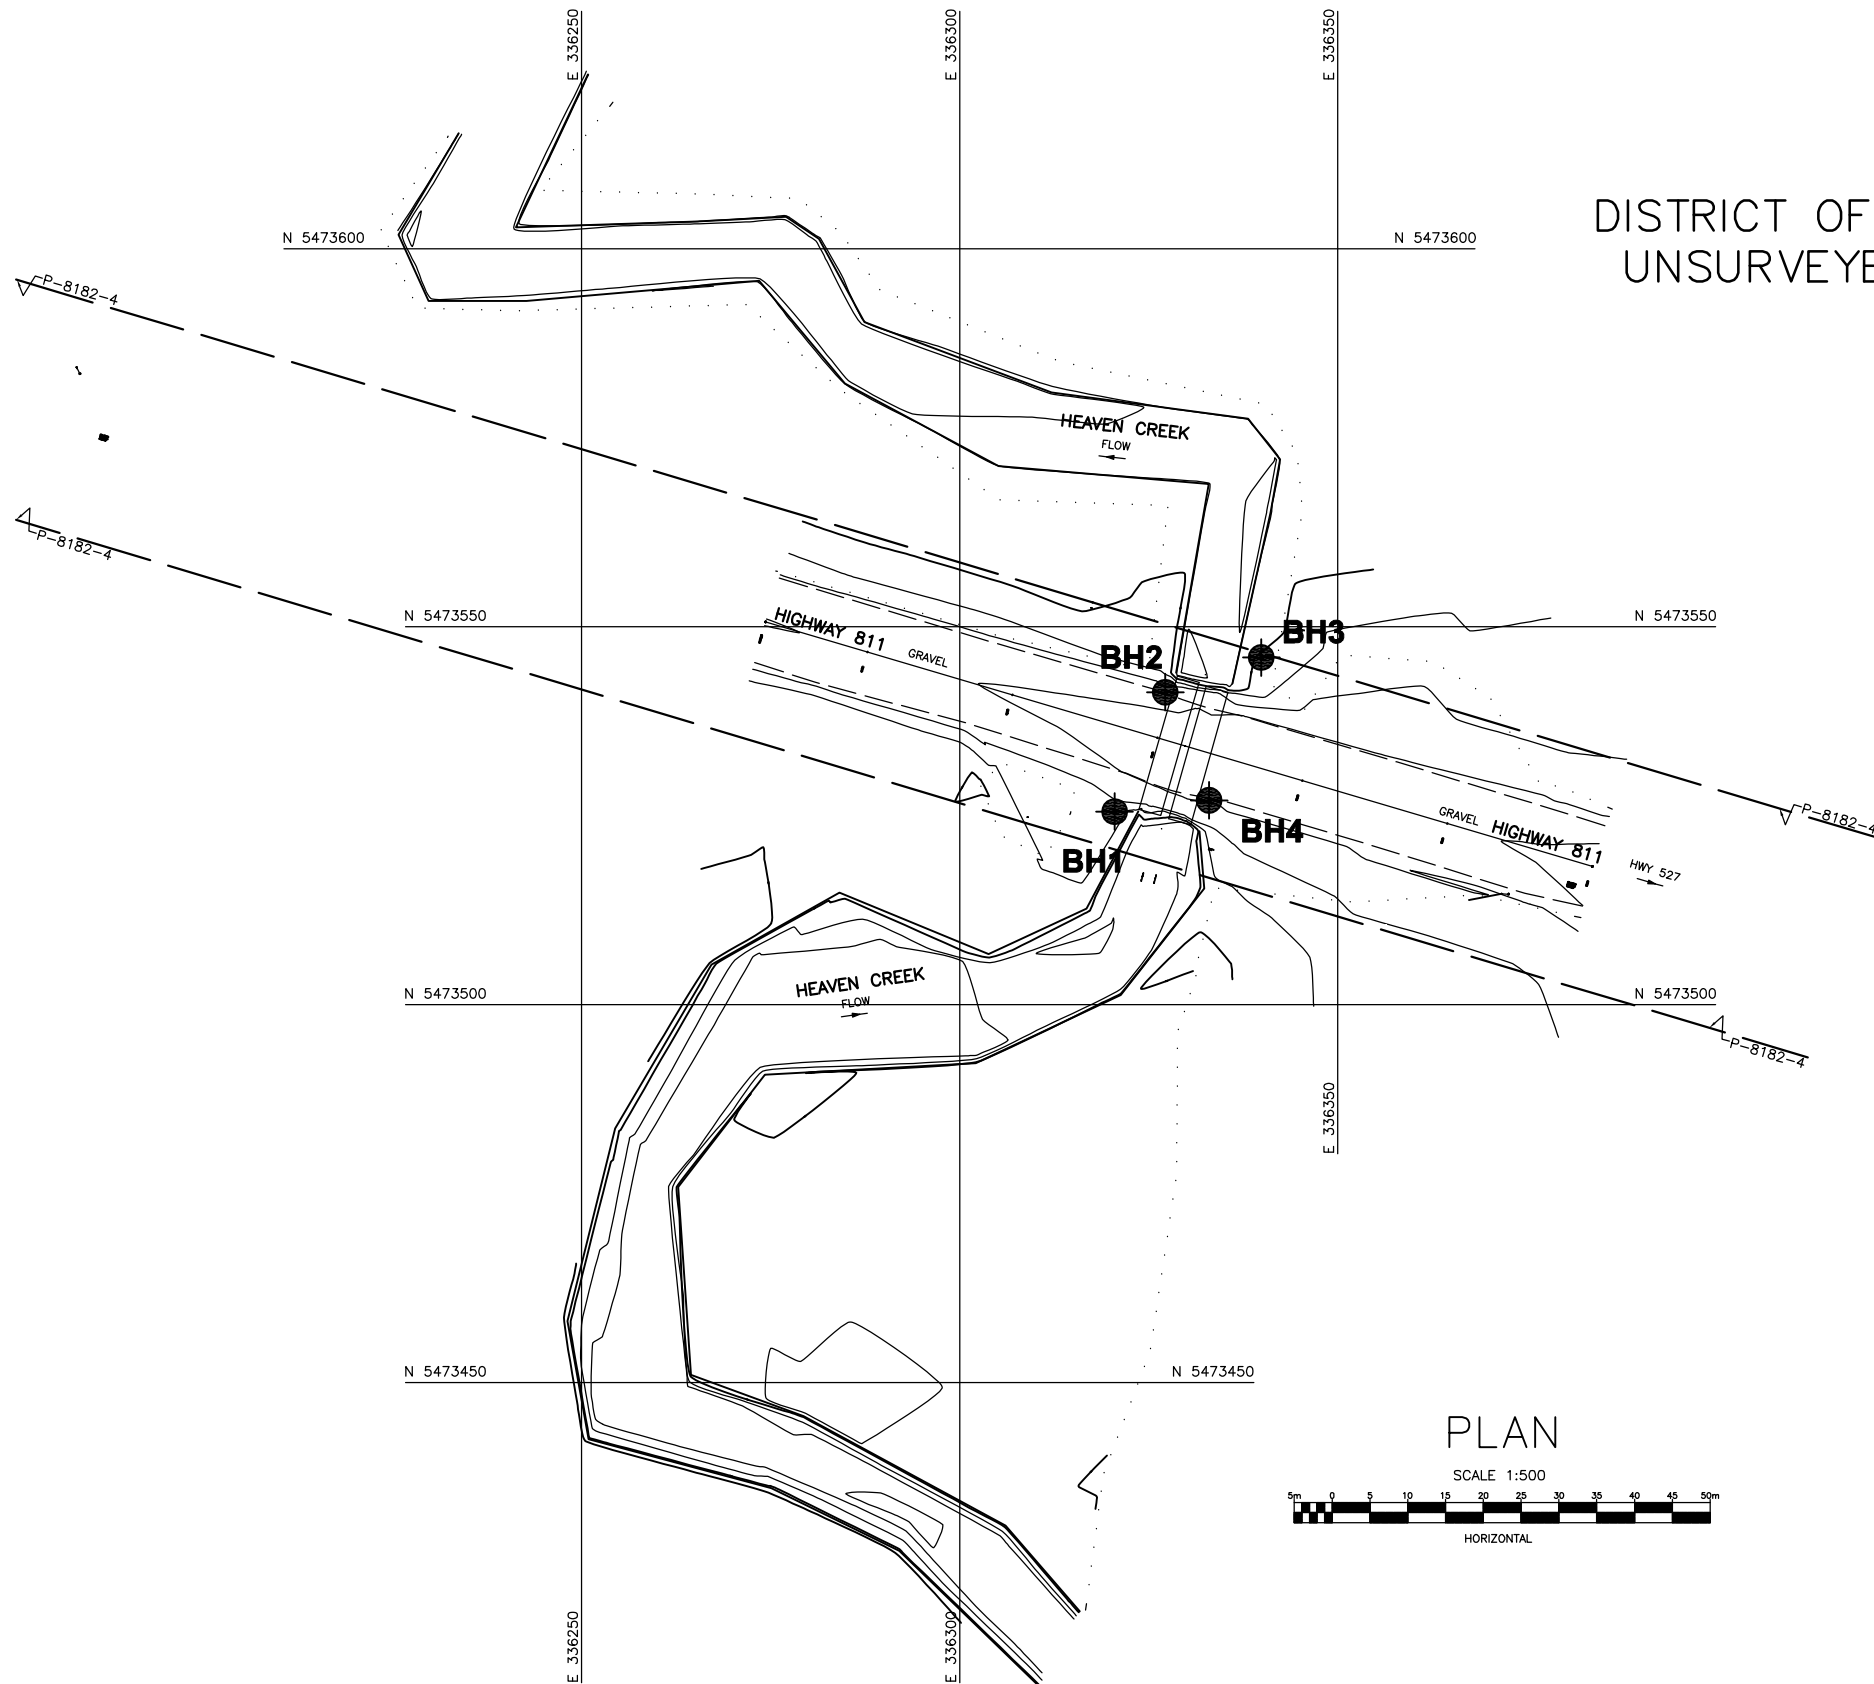 E 336250
E 336300
E 336350
DISTRICT OF
N 5473600
N 5473600
UNSURVEYE
P-8182-4
HEAVEN CREEK
FLOW
P-8182-4
N 5473550
N 5473550
HIGHWAY 811
GRAVEL
BH2
BH3
GRAVEL
HIGHWAY 811
P-8182-4
BH1
BH4
HWY 527
HEAVEN CREEK
FLOW
N 5473500
N 5473500
P-8182-4
E 336350
N 5473450
N 5473450
PLAN
SCALE 1:500
5m 0 5 10 15 20 25 30 35 40 45 50m
HORIZONTAL
E 336250
E 336300